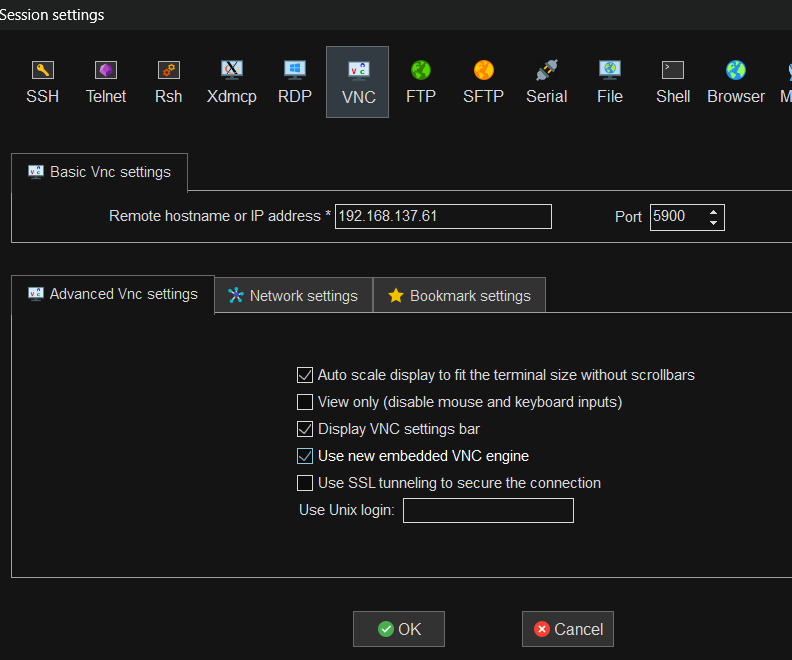 Session settings
SSH Telnet Rsh Xdmcp RDP VNC FTP SFTP Serial File Shell Browser
Basic Vnc settings
Remote hostname or IP address * 192.168.137.61 Port 5900
Advanced Vnc settings Network settings Bookmark settings
Auto scale display to fit the terminal size without scrollbars
View only (disable mouse and keyboard inputs)
Display VNC settings bar
Use new embedded VNC engine
Use SSL tunneling to secure the connection
Use Unix login:
OK Cancel